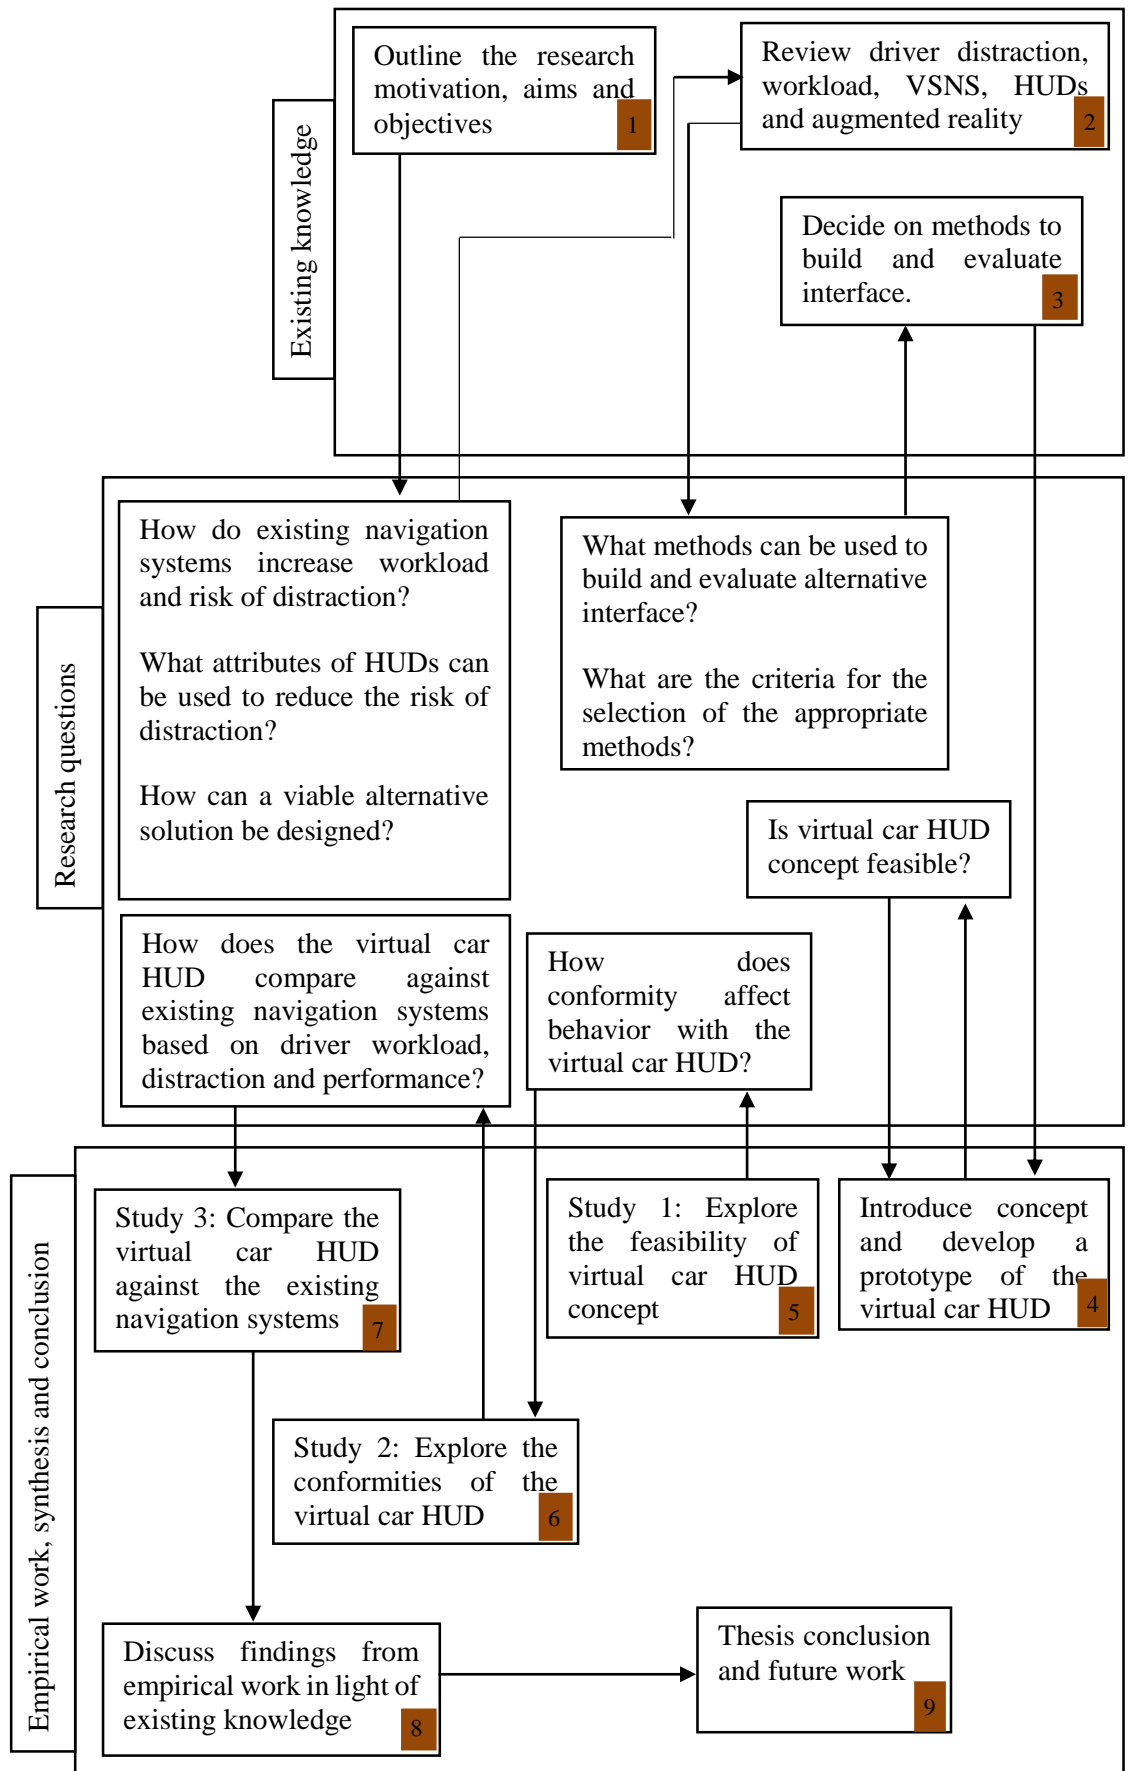 Existing knowledge
Outline the research
motivation, aims and
objectives
1
Review driver distraction,
workload, VSNS, HUDs
and augmented reality
2
Decide on methods to
build and evaluate
interface.
3
Research questions
How do existing navigation
systems increase workload
and risk of distraction?
What attributes of HUDs can
be used to reduce the risk of
distraction?
How can a viable alternative
solution be designed?
What methods can be used to
build and evaluate alternative
interface?
What are the criteria for the
selection of the appropriate
methods?
Is virtual car HUD
concept feasible?
How does the virtual car
HUD compare against
existing navigation systems
based on driver workload,
distraction and performance?
How does
conformity affect
behavior with the
virtual car HUD?
Empirical work, synthesis and conclusion
Study 3: Compare the
virtual car HUD
against the existing
navigation systems
7
Study 1: Explore
the feasibility of
virtual car HUD
concept
5
Introduce concept
and develop a
prototype of the
virtual car HUD
4
Study 2: Explore the
conformities of the
virtual car HUD
6
Discuss findings from
empirical work in light of
existing knowledge
8
Thesis conclusion
and future work
9